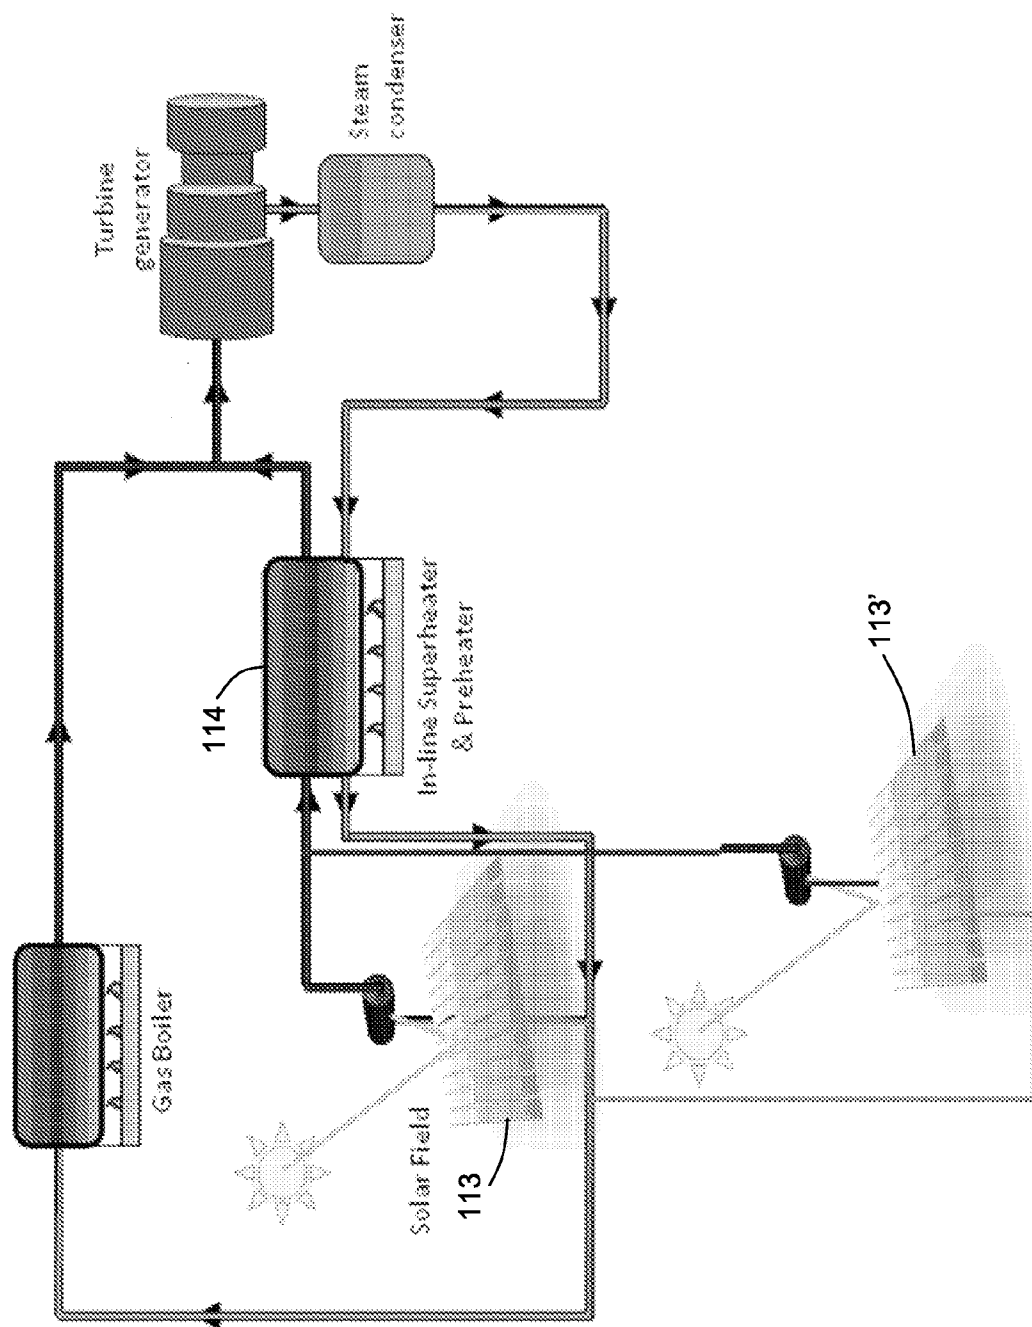 Turbine
generator
Steam
condenser
114
In-line Superheater
& Preheater
Gas Boiler
Solar Field
113
113'